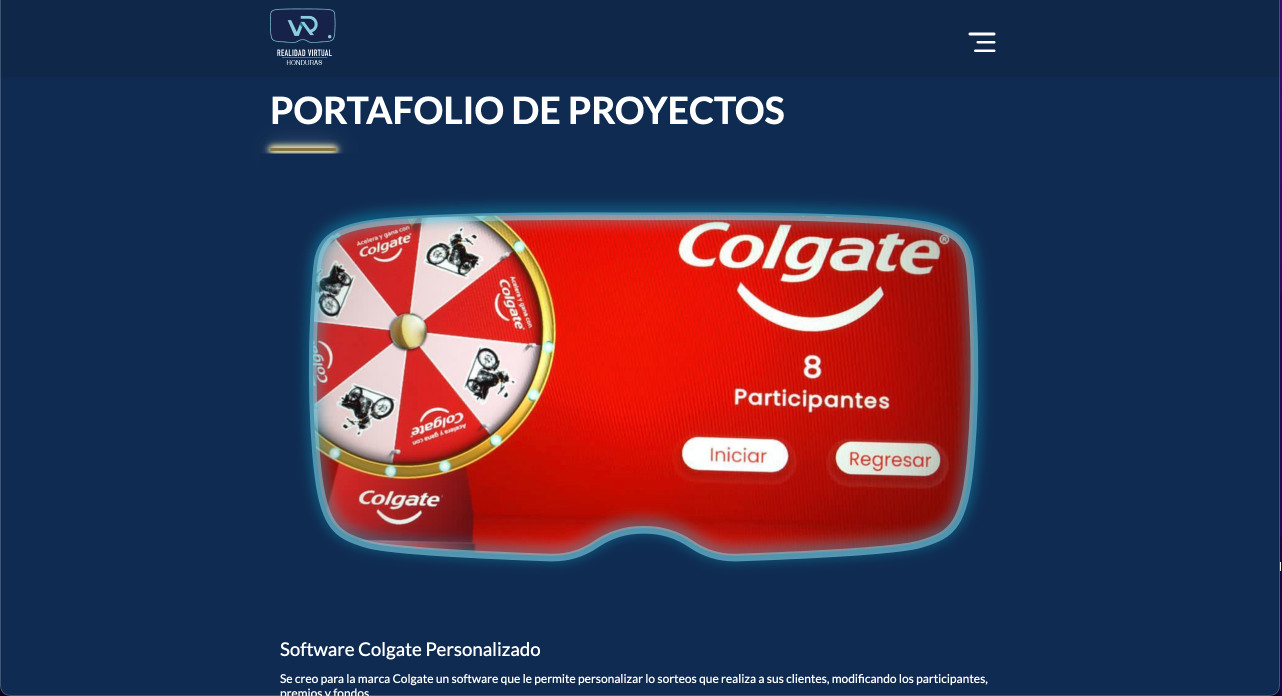 VR
REALIDAD VIRTUAL
HONDURAS
PORTAFOLIO DE PROYECTOS
Acelera y gana con
Colgate
Acelera y gana con
Colgate
Colgate
Colgate
Acelera y gana con
Colgate
Colgate®
8
Participantes
Iniciar
Regresar
Software Colgate Personalizado
Se creo para la marca Colgate un software que le permite personalizar lo sorteos que realiza a sus clientes, modificando los participantes,
premios y fondos.